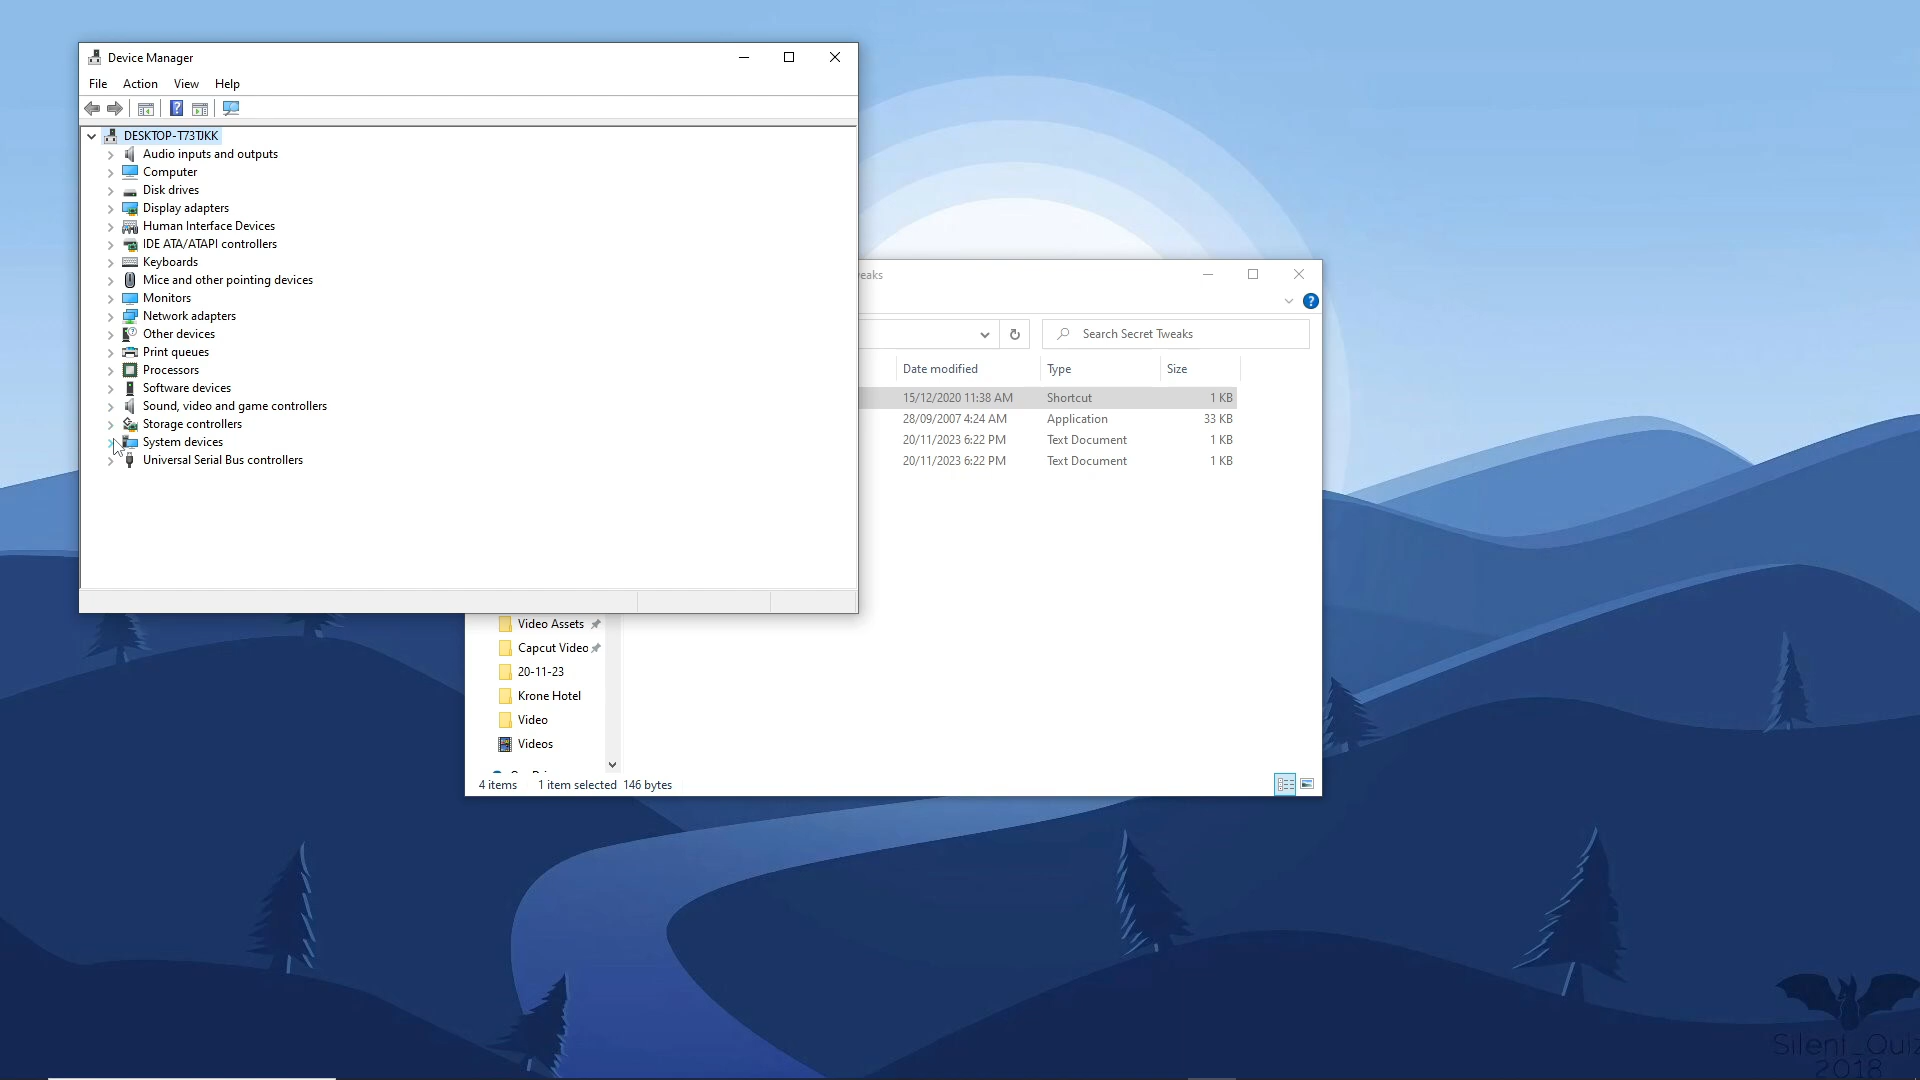 Device Manager
File Action View Help
DESKTOP-T73TJKK
Audio inputs and outputs
Computer
Disk drives
Display adapters
Human Interface Devices
IDE ATA/ATAPI controllers
Keyboards
Mice and other pointing devices
Monitors
Network adapters
Other devices
Print queues
Processors
Software devices
Sound, video and game controllers
Storage controllers
System devices
Universal Serial Bus controllers
eaks
Search Secret Tweaks
Date modified Type Size
15/12/2020 11:38 AM Shortcut 1 KB
28/09/2007 4:24 AM Application 33 KB
20/11/2023 6:22 PM Text Document 1 KB
20/11/2023 6:22 PM Text Document 1 KB
Video Assets
Capcut Video
20-11-23
Krone Hotel
Video
Videos
4 items 1 item selected 146 bytes
Silent_Quiz
2018